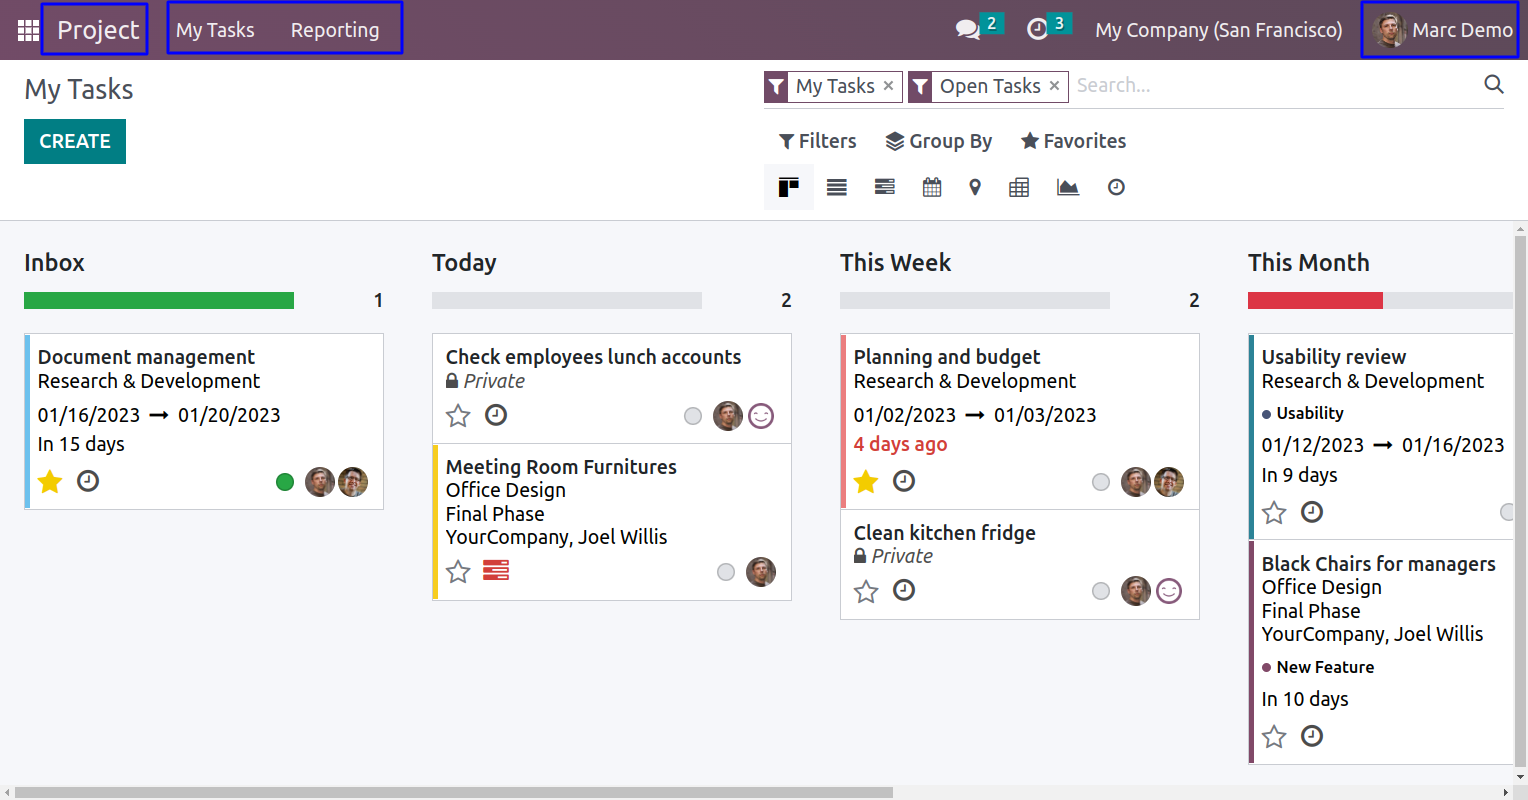 Project My Tasks Reporting 2 3 My Company (San Francisco) Marc Demo
My Tasks
My Tasks × Open Tasks × Search...
CREATE
Filters Group By Favorites
Inbox
1
Document management
Research & Development
01/16/2023 → 01/20/2023
In 15 days
Today
2
Check employees lunch accounts
Private
Meeting Room Furnitures
Office Design
Final Phase
YourCompany, Joel Willis
This Week
2
Planning and budget
Research & Development
01/02/2023 → 01/03/2023
4 days ago
Clean kitchen fridge
Private
This Month
Usability review
Research & Development
Usability
01/12/2023 → 01/16/2023
In 9 days
Black Chairs for managers
Office Design
Final Phase
YourCompany, Joel Willis
New Feature
In 10 days